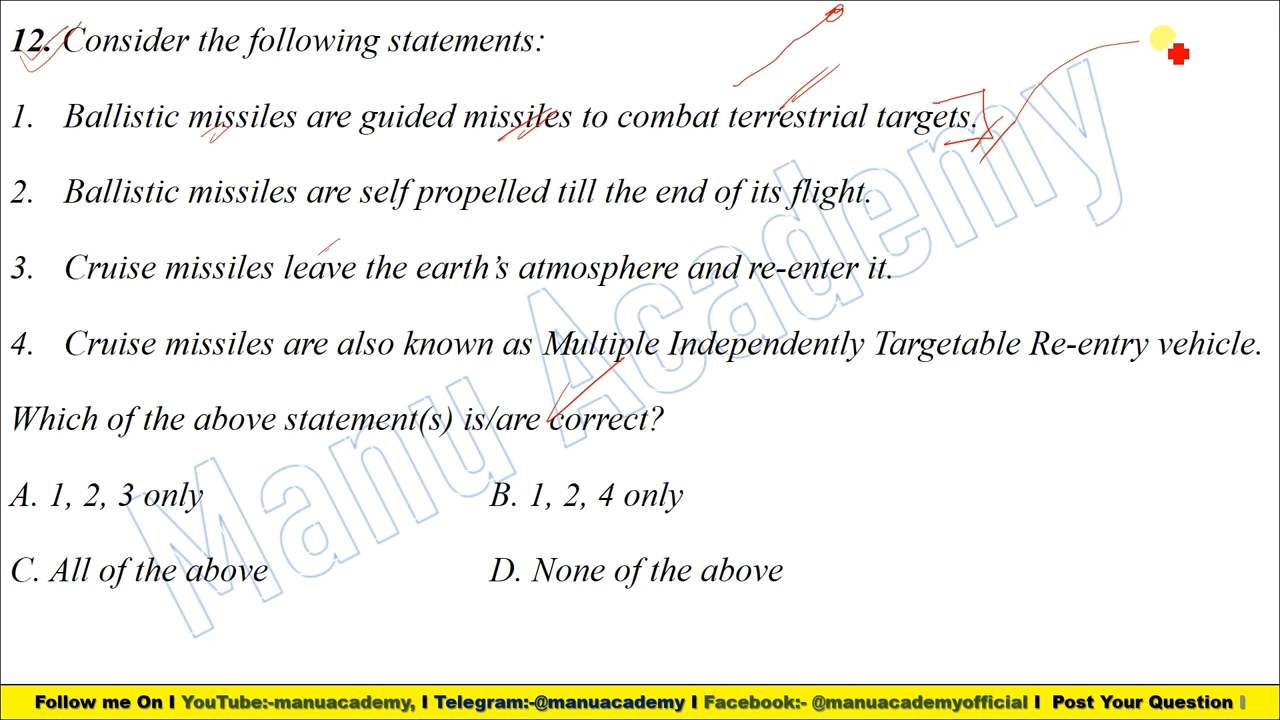 12. Consider the following statements:
1. Ballistic missiles are guided missiles to combat terrestrial targets.
2. Ballistic missiles are self propelled till the end of its flight.
3. Cruise missiles leave the earth's atmosphere and re-enter it.
4. Cruise missiles are also known as Multiple Independently Targetable Re-entry vehicle.
Which of the above statement(s) is/are correct?
A. 1, 2, 3 only B. 1, 2, 4 only
C. All of the above D. None of the above
Manu Academy
Follow me On I YouTube:-manuacademy, I Telegram:-@manuacademy I Facebook:- @manuacademyofficial I Post Your Question I